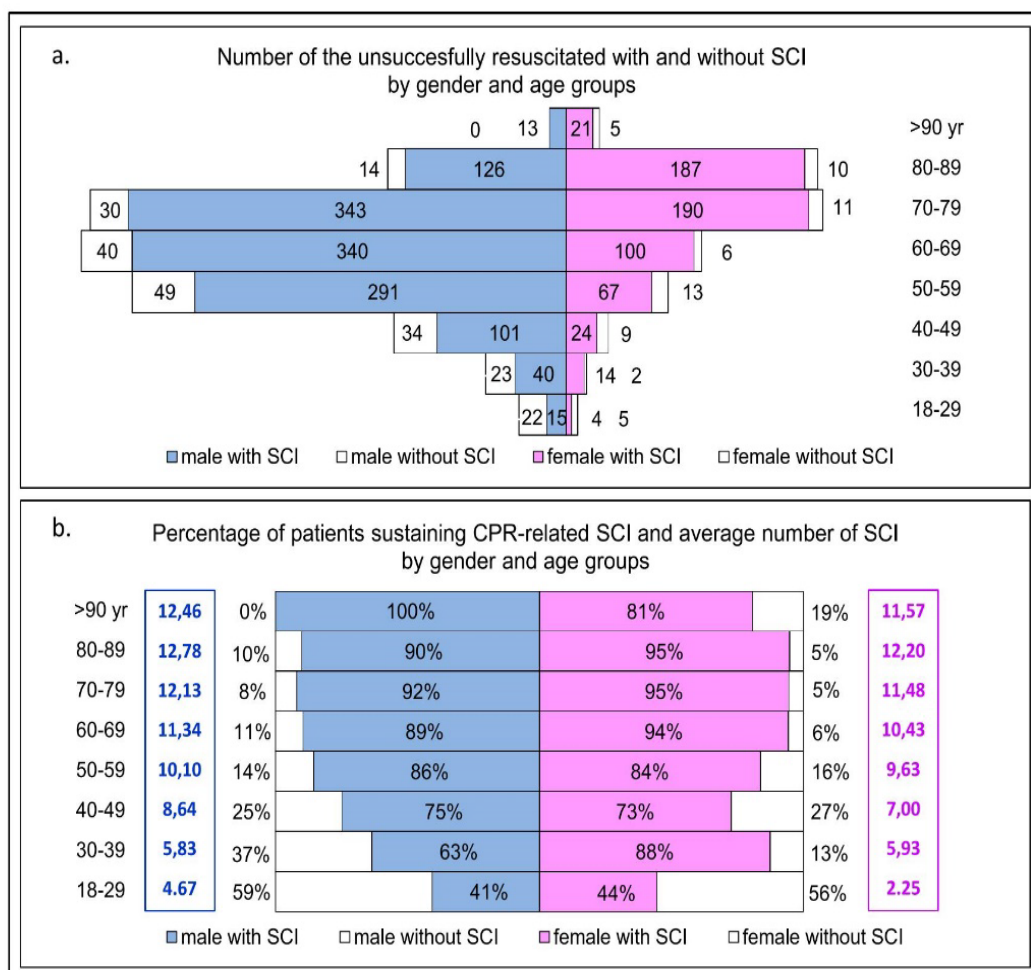 a.
Number of the unsuccesfully resuscitated with and without SCI
by gender and age groups
0 13 21 5 >90 yr
14 126 187 10 80-89
30 343 190 11 70-79
40 340 100 6 60-69
49 291 67 13 50-59
34 101 24 9 40-49
23 40 14 2 30-39
22 15 4 5 18-29
male with SCI male without SCI female with SCI female without SCI
b.
Percentage of patients sustaining CPR-related SCI and average number of SCI
by gender and age groups
>90 yr 12,46 0% 100% 81% 19% 11,57
80-89 12,78 10% 90% 95% 5% 12,20
70-79 12,13 8% 92% 95% 5% 11,48
60-69 11,34 11% 89% 94% 6% 10,43
50-59 10,10 14% 86% 84% 16% 9,63
40-49 8,64 25% 75% 73% 27% 7,00
30-39 5,83 37% 63% 88% 13% 5,93
18-29 4.67 59% 41% 44% 56% 2.25
male with SCI male without SCI female with SCI female without SCI